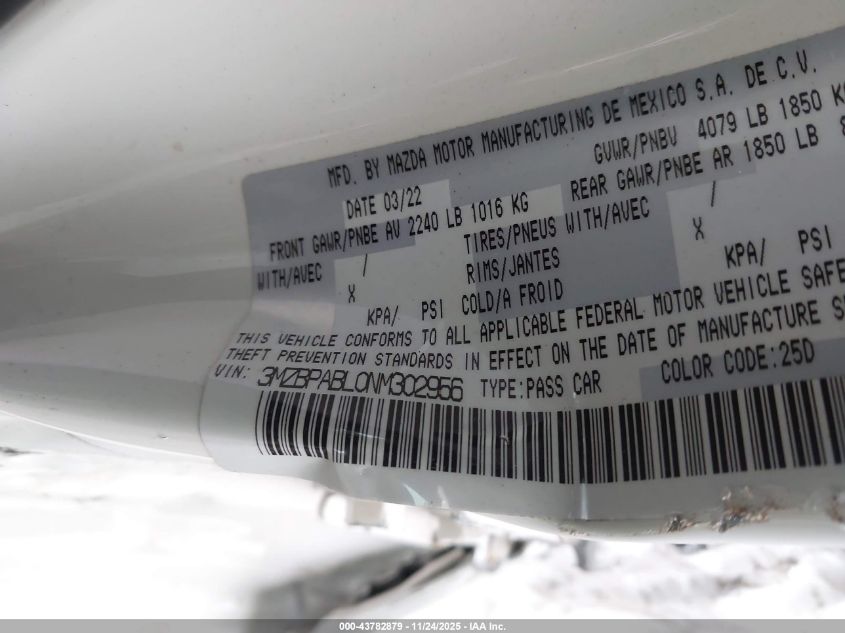 MFD. BY MAZDA MOTOR MANUFACTURING DE MEXICO S.A. DE C.V.
DATE 03/22 GVWR/PNBV 4079 LB 1850 KG
FRONT GAWR/PNBE AV 2240 LB 1016 KG REAR GAWR/PNBE AR 1850 LB
WITH/AVEC / TIRES/PNEUS WITH/AVEC /
X RIMS/JANTES X
KPA/ PSI COLD/A FROID KPA/ PSI
THIS VEHICLE CONFORMS TO ALL APPLICABLE FEDERAL MOTOR VEHICLE SAFE
THEFT PREVENTION STANDARDS IN EFFECT ON THE DATE OF MANUFACTURE S
VIN: 3MZBPABL0NM302956 TYPE:PASS CAR COLOR CODE:25D
000-43782879 - 11/24/2025 - IAA Inc.